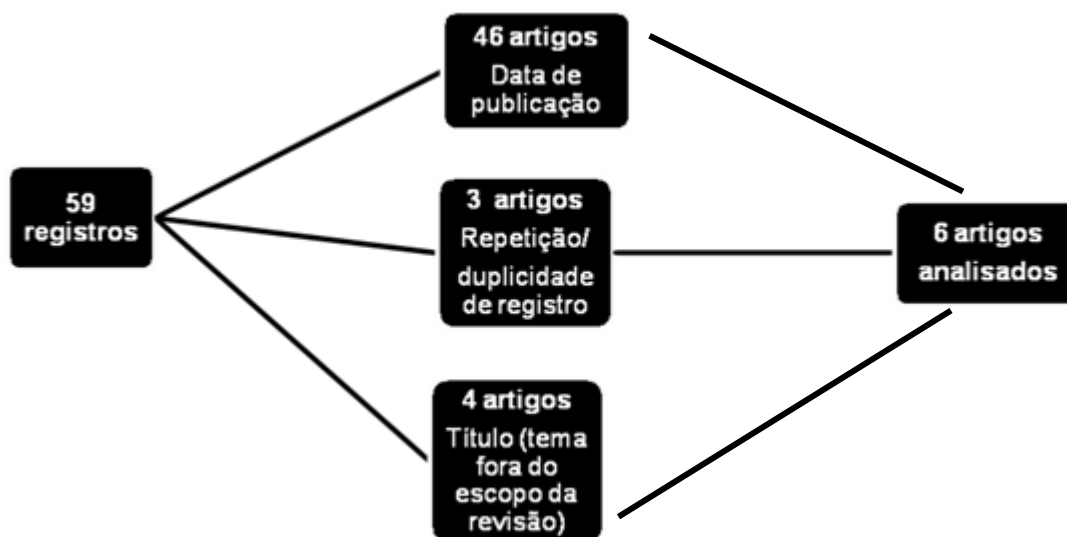 59
registros
46 artigos
Data de
publicação
3 artigos
Repetição/
duplicidade
de registro
4 artigos
Título (tema
fora do
escopo da
revisão)
6 artigos
analisados